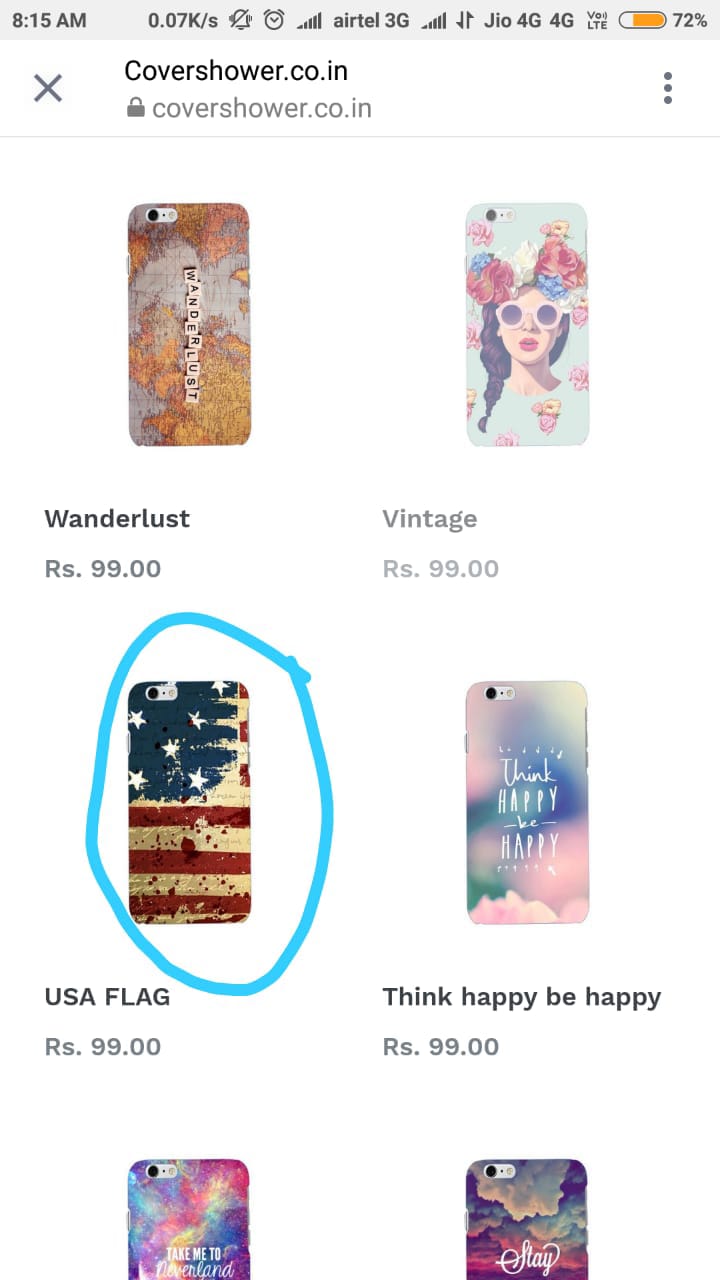 8:15 AM 0.07K/s airtel 3G Jio 4G 4G Vo)) LTE 72%
Covershower.co.in
covershower.co.in
WANDERLUST
Wanderlust
Rs. 99.00
Vintage
Rs. 99.00
USA FLAG
Rs. 99.00
Think
HAPPY
be
HAPPY
Think happy be happy
Rs. 99.00
TAKE ME TO
Neverland
Stay